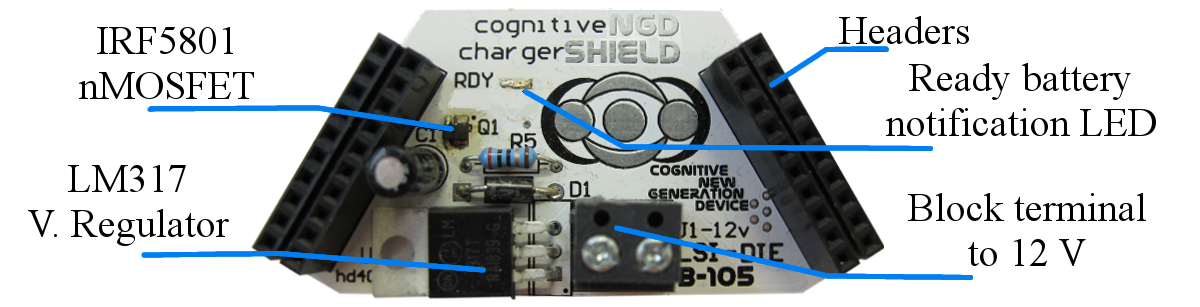 IRF5801
nMOSFET
LM317
V. Regulator
cognitive NGD
charger SHIELD
RDY
Q1
C1
R5
D1
COGNITIVE
NEW
GENERATION
DEVICE
J1-12v
LSI-DIE
B-105
hd40
LM
Headers
Ready battery
notification LED
Block terminal
to 12 V